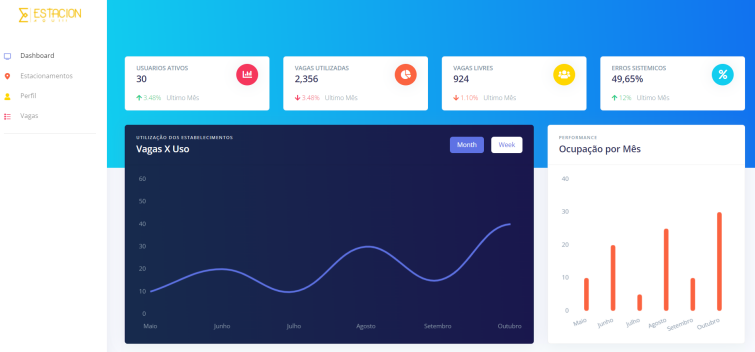 ESTACION
Dashboard
Estacionamentos
Perfil
Vagas
USUARIOS ATIVOS
30
3.48% Ultimo Mês
VAGAS UTILIZADAS
2,356
3.48% Ultimo Mês
VAGAS LIVRES
924
1.10% Ultimo Mês
ERROS SISTEMICOS
49,65%
12% Ultimo Mês
UTILIZAÇÃO DOS ESTABELECIMENTOS
Vagas X Uso
Month
Week
60
50
40
30
20
10
0
Maio Junho Julho Agosto Setembro Outubro
PERFORMANCE
Ocupação por Mês
40
30
20
10
0
Maio Junho Julho Agosto Setembro Outubro